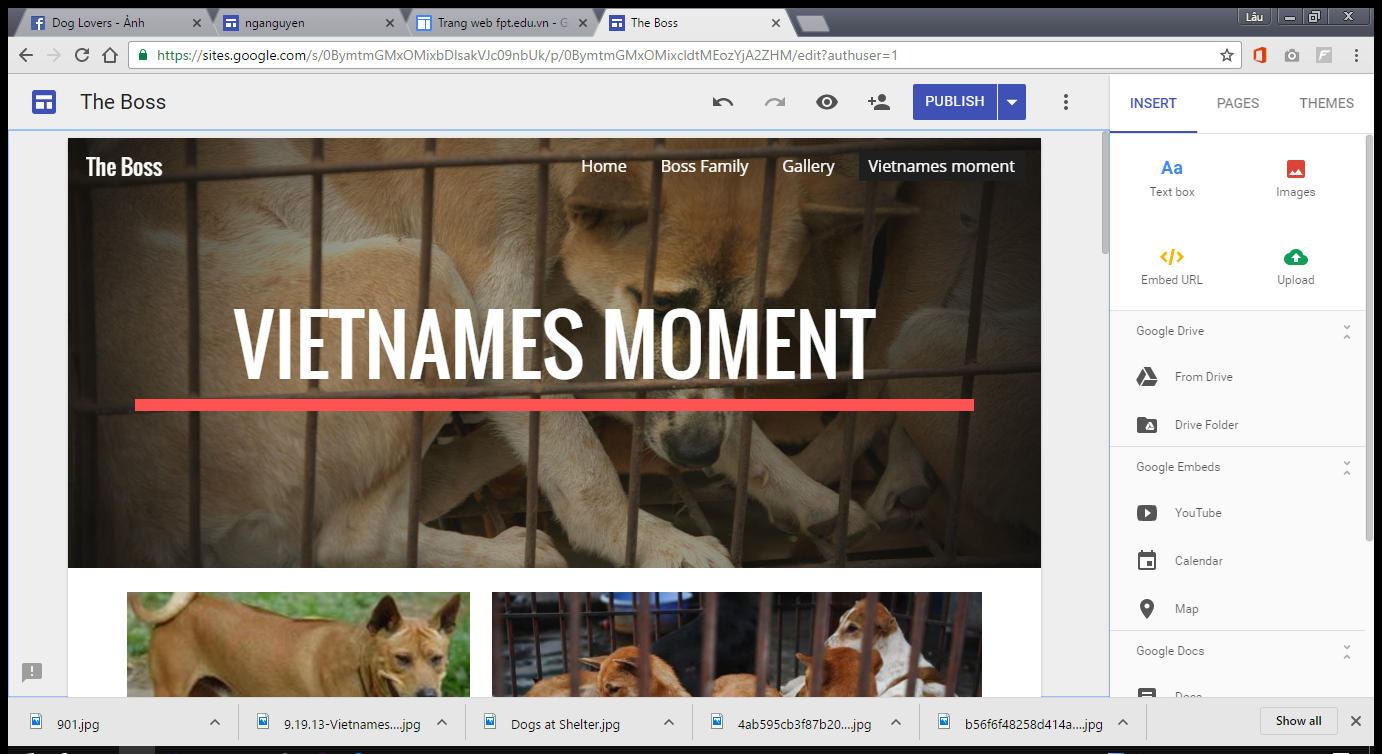 Dog Lovers - Ảnh
nganguyen
Trang web fpt.edu.vn - G
The Boss
Lâu
https://sites.google.com/s/0BymtmGMxOMixbDlsakVJc09nbUk/p/0BymtmGMxOMixcldtMEozYjA2ZHM/edit?authuser=1
The Boss
PUBLISH
INSERT PAGES THEMES
The Boss
Home Boss Family Gallery Vietnames moment
VIETNAMES MOMENT
Aa
Text box
Images
Embed URL
Upload
Google Drive
From Drive
Drive Folder
Google Embeds
YouTube
Calendar
Map
Google Docs
Docs
901.jpg
9.19.13-Vietnames....jpg
Dogs at Shelter.jpg
4ab595cb3f87b20....jpg
b56f6f48258d414a....jpg
Show all